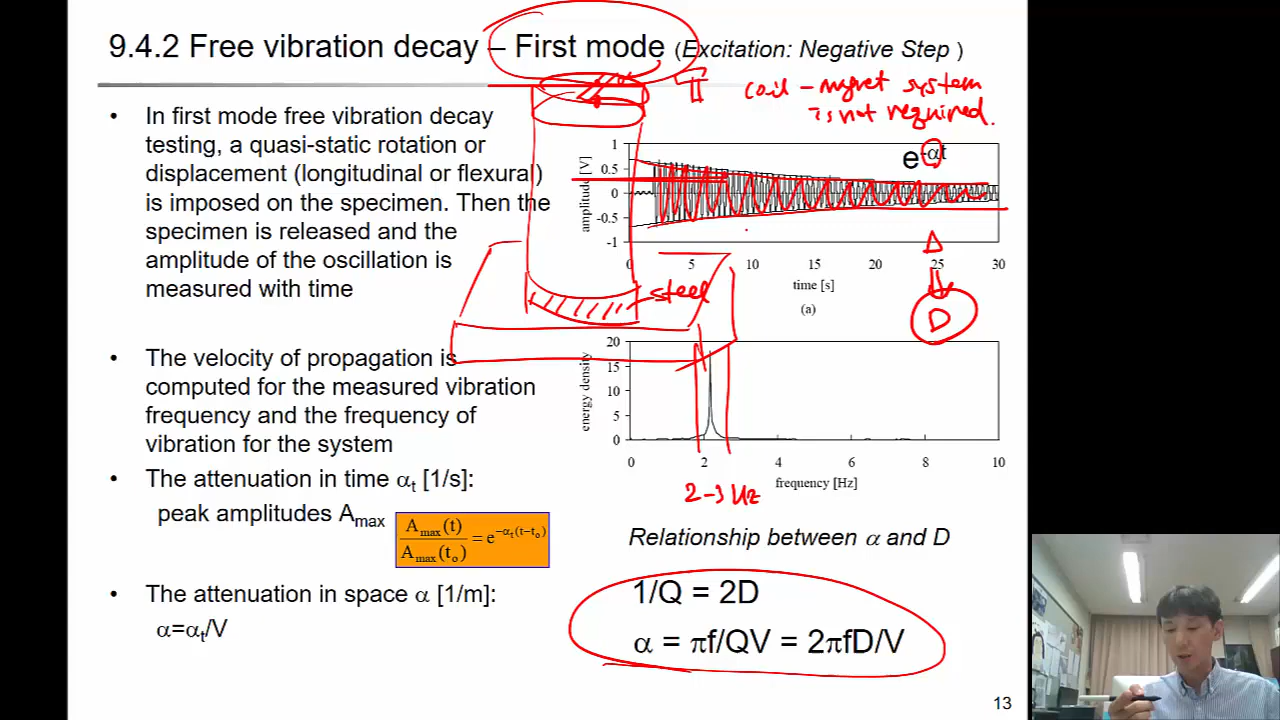 9.4.2 Free vibration decay – First mode (Excitation: Negative Step )
coil – magnet system
is not required.
• In first mode free vibration decay
testing, a quasi-static rotation or
displacement (longitudinal or flexural)
is imposed on the specimen. Then the
specimen is released and the
amplitude of the oscillation is
measured with time
• The velocity of propagation is
computed for the measured vibration
frequency and the frequency of
vibration for the system
• The attenuation in time αt [1/s]:
peak amplitudes Amax
Amax(t)
Amax(to)
= e−αt(t−to)
• The attenuation in space α [1/m]:
α=αt/V
e-αt
amplitude [V]
1
0.5
0
-0.5
-1
0 5 10 15 20 25 30
time [s]
(a)
steel
Δ
D
energy density
20
15
10
5
0
0 2 4 6 8 10
frequency [Hz]
2-3 Hz
Relationship between α and D
1/Q = 2D
α = πf/QV = 2πfD/V
13